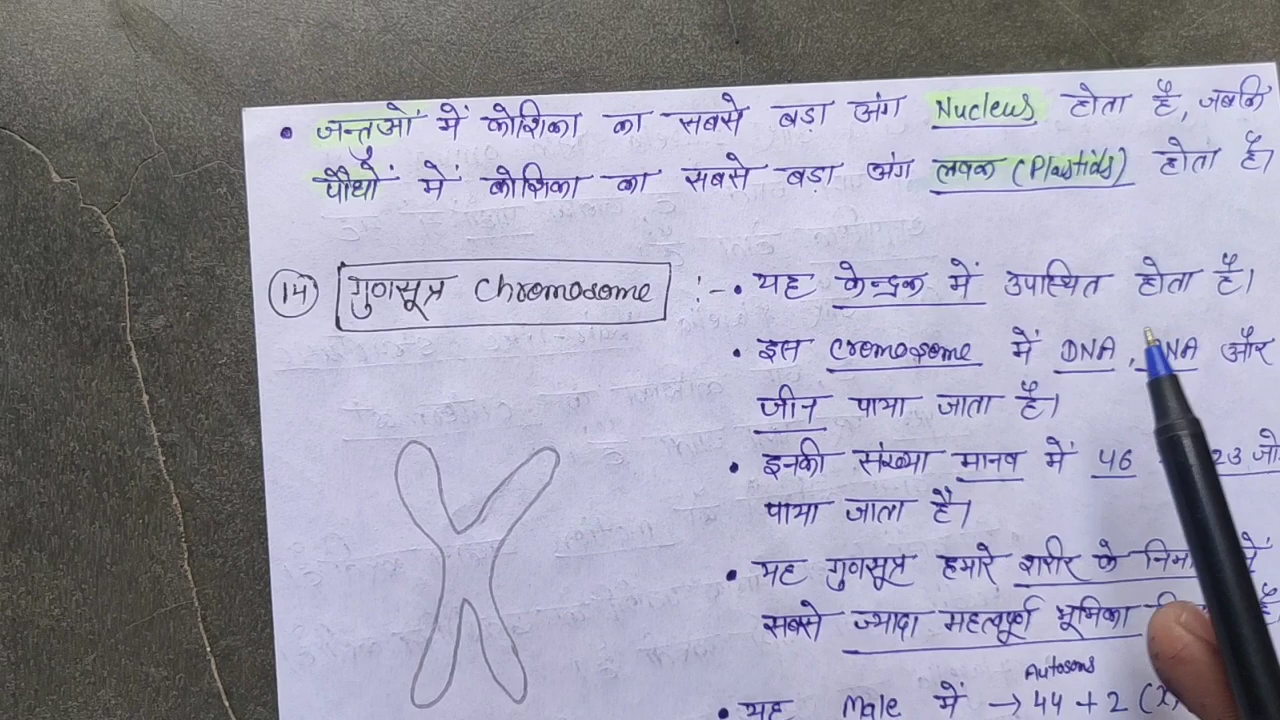 • जन्तुओं में कोशिका का सबसे बड़ा अंग Nucleus होता है, जबकि
पौधों में कोशिका का सबसे बड़ा अंग लवक (Plastids) होता है।
14 गुणसूत्र Chromosome :- • यह केन्द्रक में उपस्थित होता है।
• इस cromosome में DNA, RNA और
जीन पाया जाता है।
• इनकी संख्या मानव में 46 23
पाया जाता है।
• यह गुणसूत्र हमारे शरीर के में
सबसे ज्यादा महत्वपूर्ण भूमिका है
Autosoms
• यह Male में → 44 + 2 (X